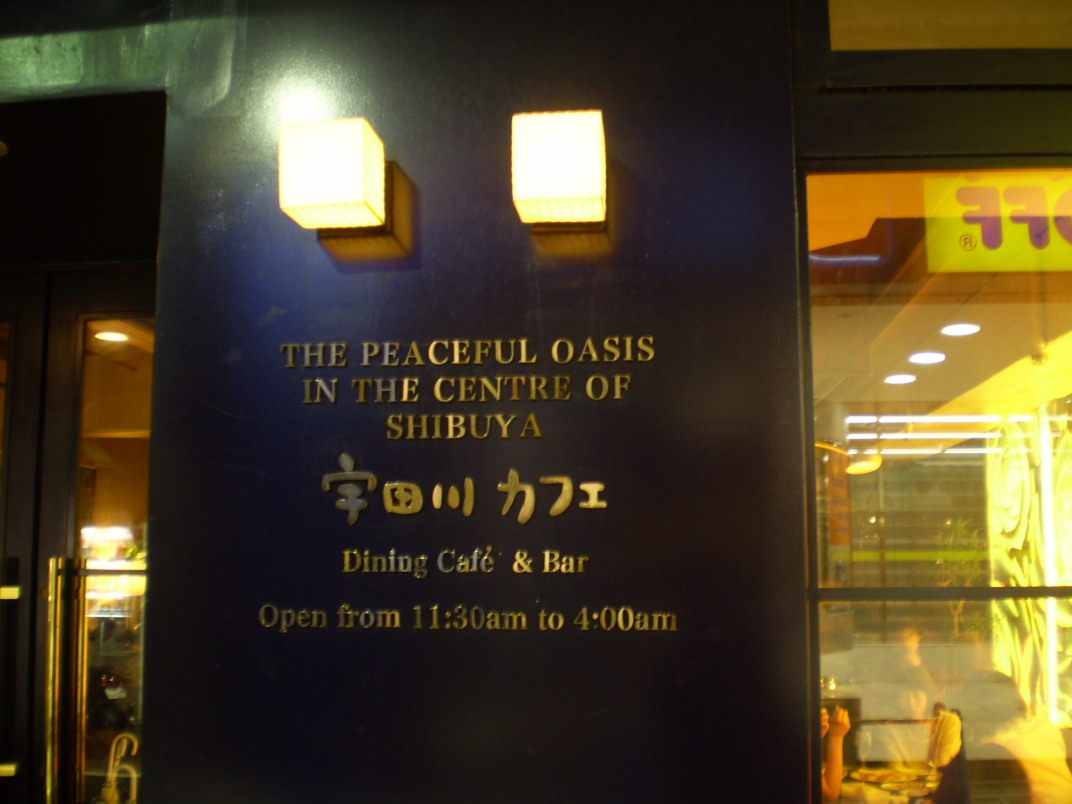 THE PEACEFUL OASIS
IN THE CENTRE OF
SHIBUYA
宇田川カフェ
Dining Café & Bar
Open from 11:30am to 4:00am
OFF®